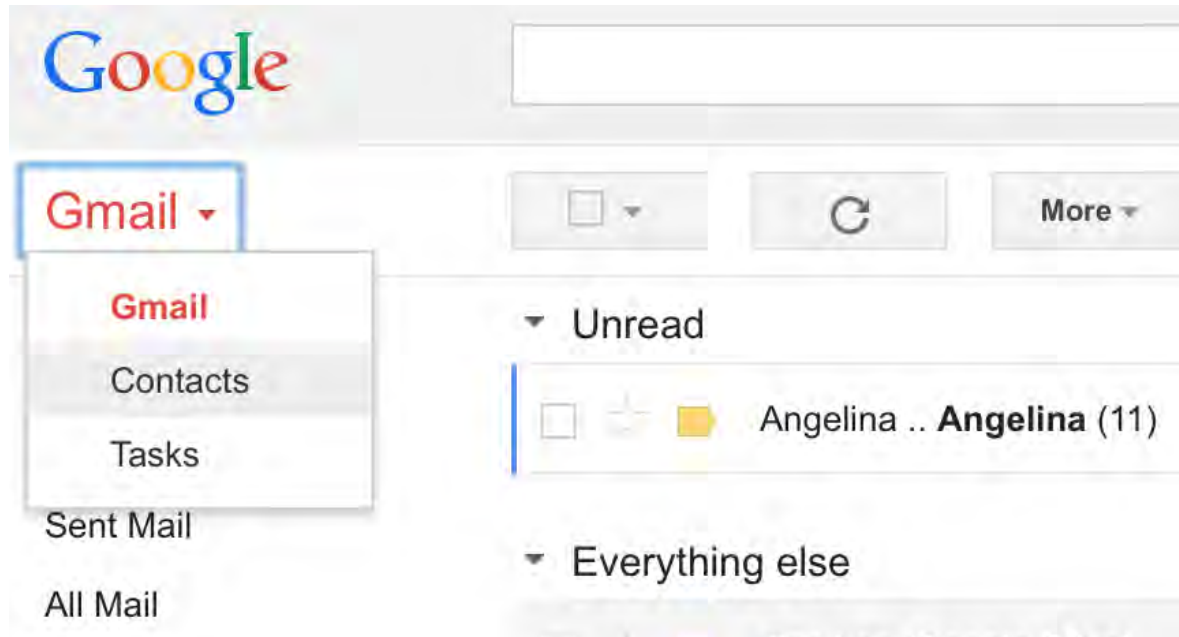 Google
Gmail
More
Gmail
Contacts
Tasks
Sent Mail
All Mail
Unread
Angelina .. Angelina (11)
Everything else